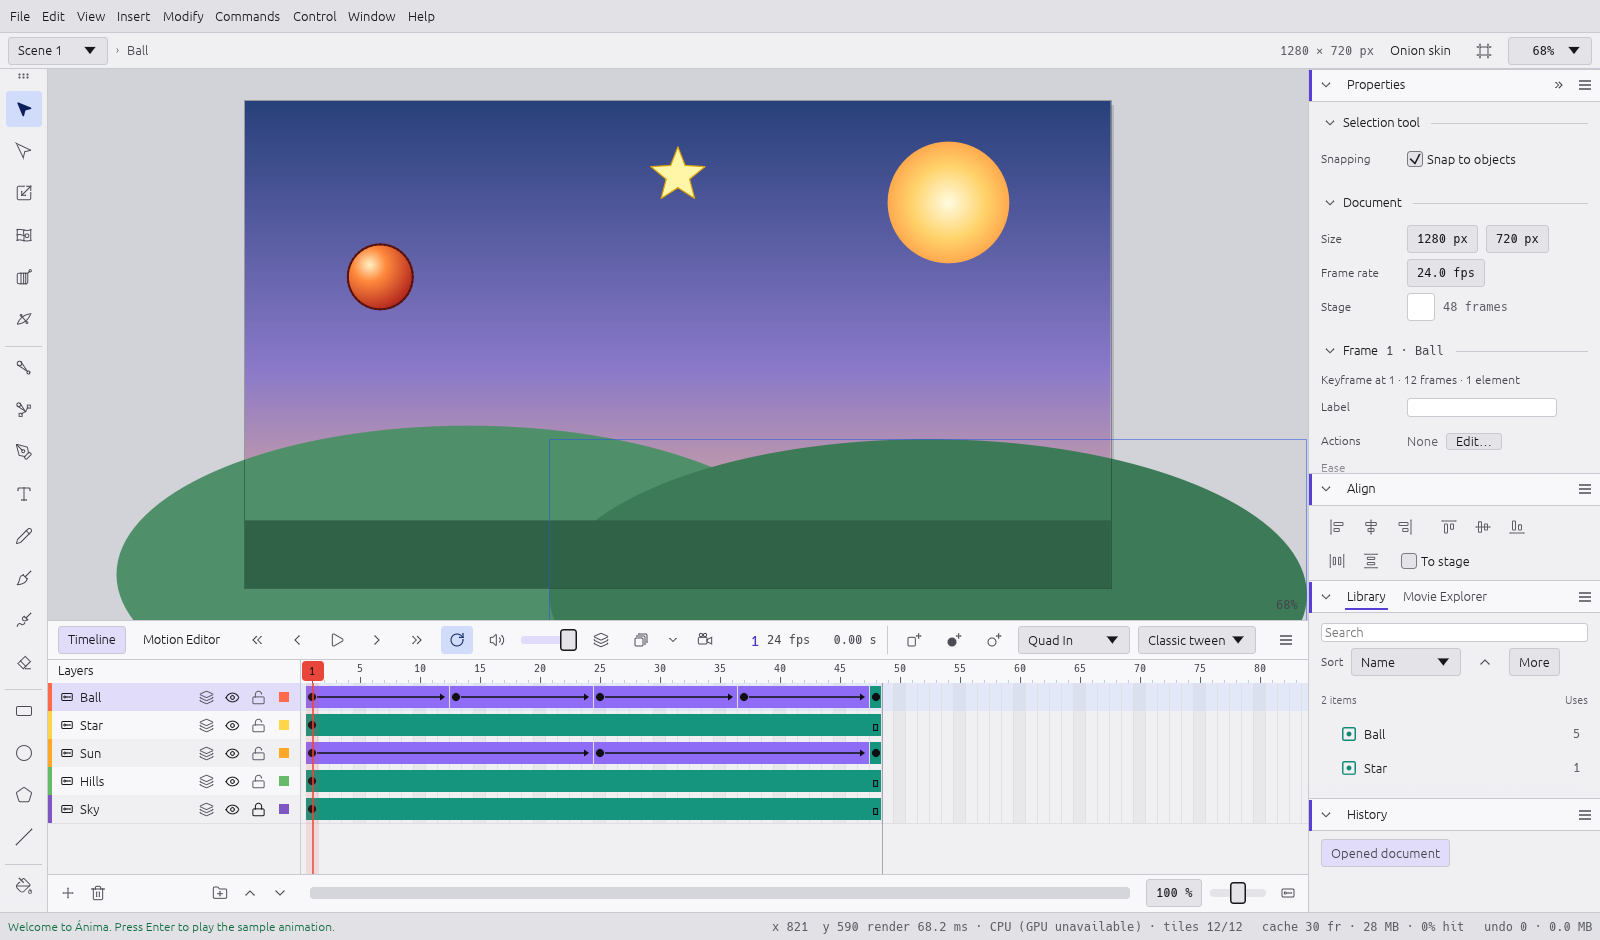 File Edit View Insert Modify Commands Control Window Help
Scene 1 › Ball 1280 × 720 px Onion skin 68%
Properties
Selection tool
Snapping Snap to objects
Document
Size 1280 px 720 px
Frame rate 24.0 fps
Stage 48 frames
Frame 1 · Ball
Keyframe at 1 · 12 frames · 1 element
Label
Actions None Edit...
Ease
Align
To stage
Library Movie Explorer
Search
Sort Name More
2 items Uses
Ball 5
Star 1
History
Opened document
68%
Timeline Motion Editor 1 24 fps 0.00 s Quad In Classic tween
Layers 1 5 10 15 20 25 30 35 40 45 50 55 60 65 70 75 80
Ball
Star
Sun
Hills
Sky
100 %
Welcome to Ánima. Press Enter to play the sample animation. x 821 y 590 render 68.2 ms · CPU (GPU unavailable) · tiles 12/12 cache 30 fr · 28 MB · 0% hit undo 0 · 0.0 MB